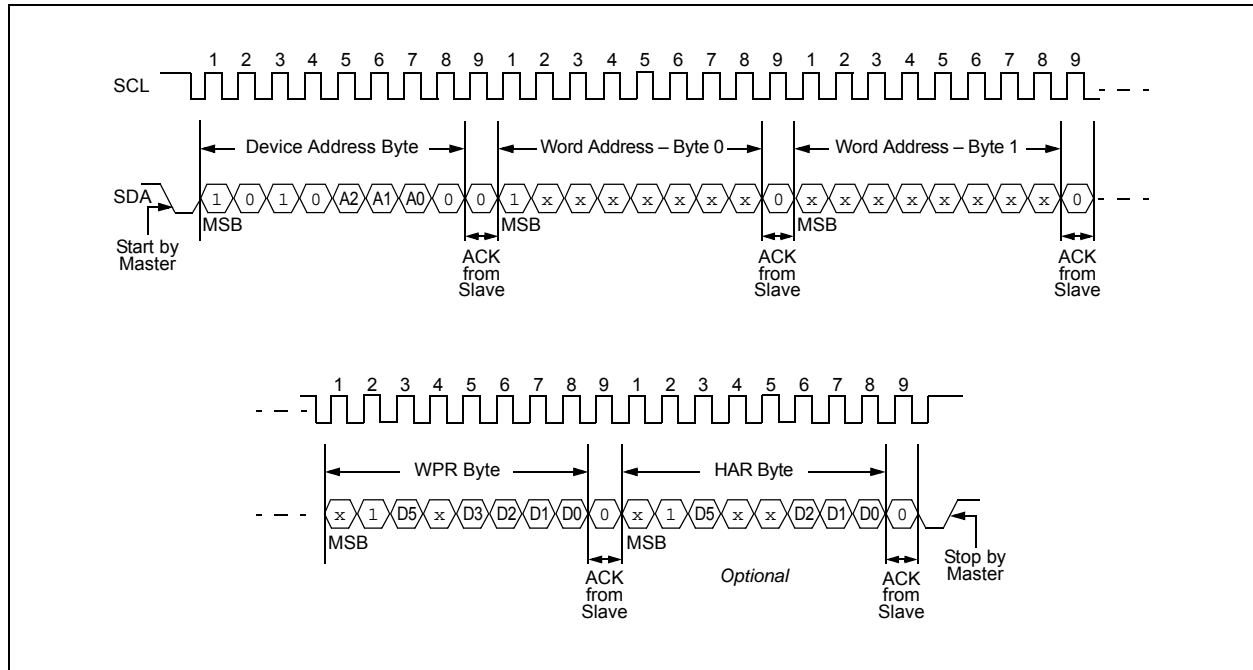 1 2 3 4 5 6 7 8 9 1 2 3 4 5 6 7 8 9 1 2 3 4 5 6 7 8 9
SCL
Device Address Byte
Word Address – Byte 0
Word Address – Byte 1
SDA
1 0 1 0 A2 A1 A0 0 0 1 x x x x x x x 0 x x x x x x x x 0
MSB
MSB
MSB
Start by
Master
ACK
from
Slave
ACK
from
Slave
ACK
from
Slave
1 2 3 4 5 6 7 8 9 1 2 3 4 5 6 7 8 9
WPR Byte
HAR Byte
x 1 D5 x D3 D2 D1 D0 0 x 1 D5 x x D2 D1 D0 0
MSB
MSB
ACK
from
Slave
Optional
ACK
from
Slave
Stop by
Master